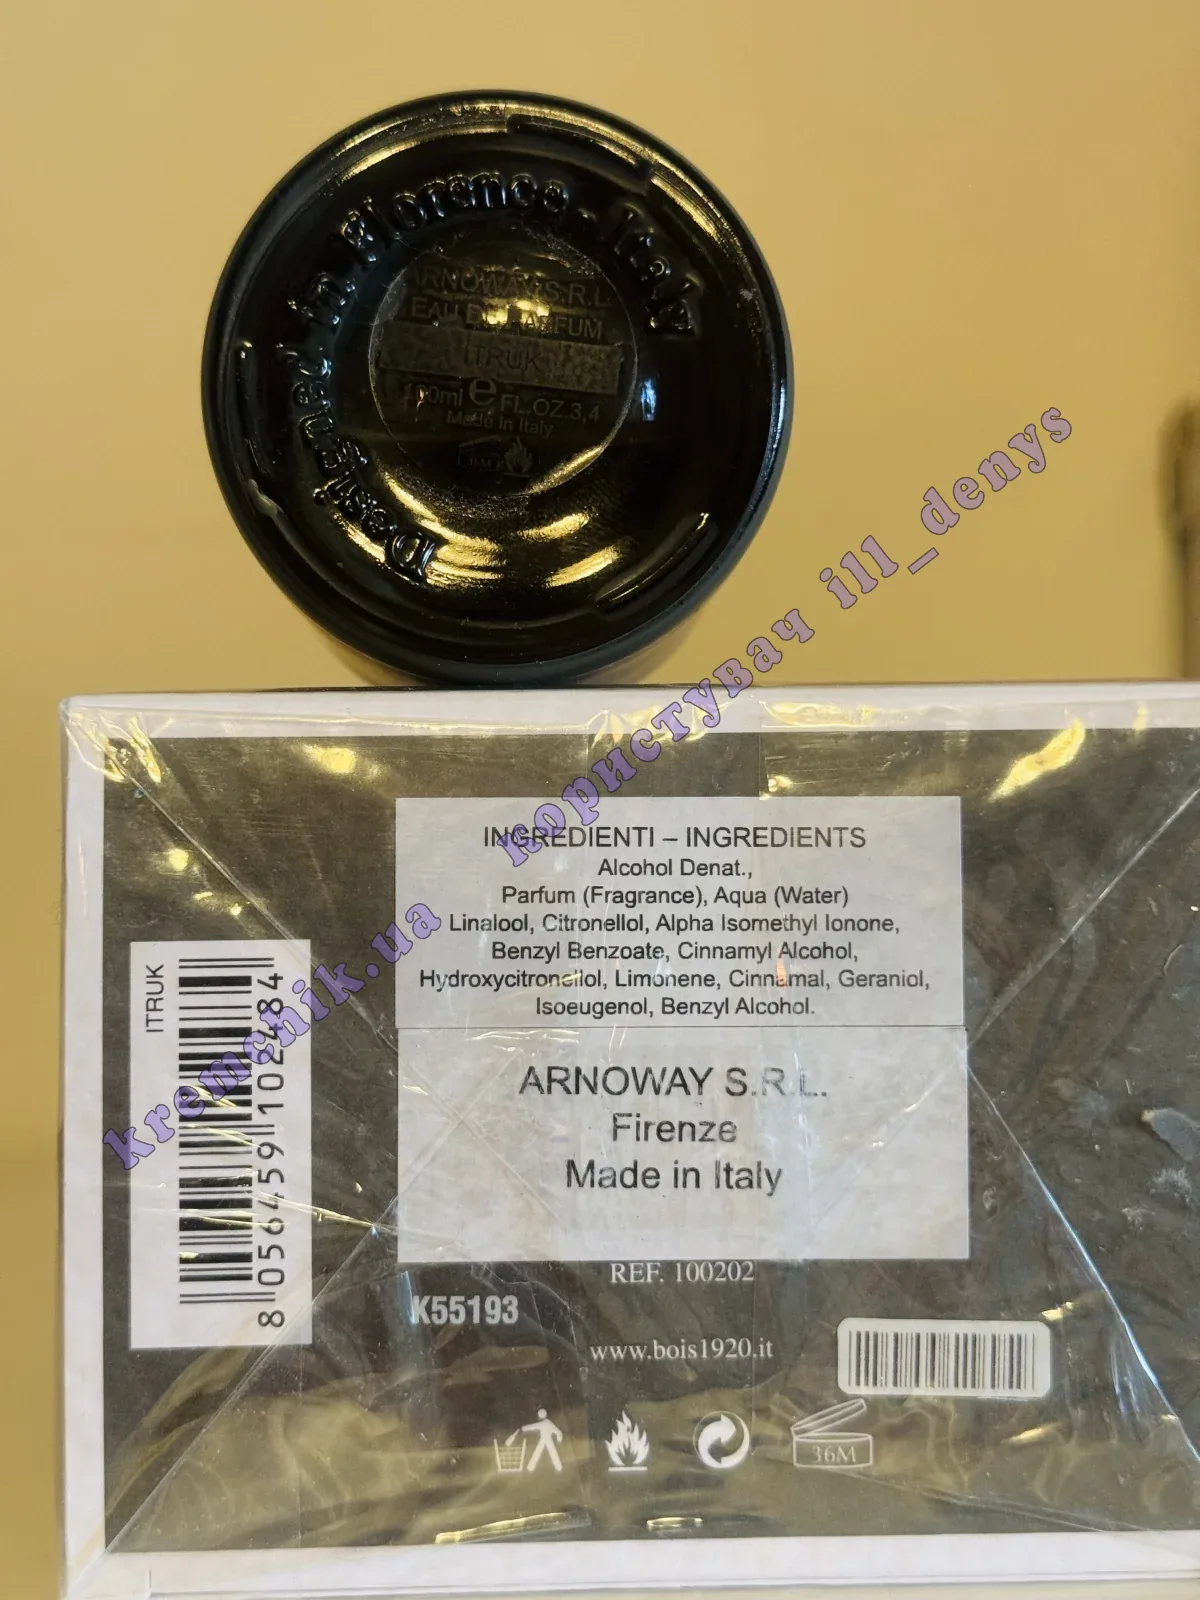 Designed in Florence - Italy
ARNOWAY S.R.L.
EAU DE PARFUM
ITRUK
100ml e FL.OZ.3,4
Made in Italy
користувач ill_denys
kremchik.ua
INGREDIENTI – INGREDIENTS
Alcohol Denat.,
Parfum (Fragrance), Aqua (Water)
Linalool, Citronellol, Alpha Isomethyl Ionone,
Benzyl Benzoate, Cinnamyl Alcohol,
Hydroxycitronellol, Limonene, Cinnamal, Geraniol,
Isoeugenol, Benzyl Alcohol.
ITRUK
8 056459 102484
ARNOWAY S.R.L.
Firenze
Made in Italy
REF. 100202
K55193
www.bois1920.it
36M